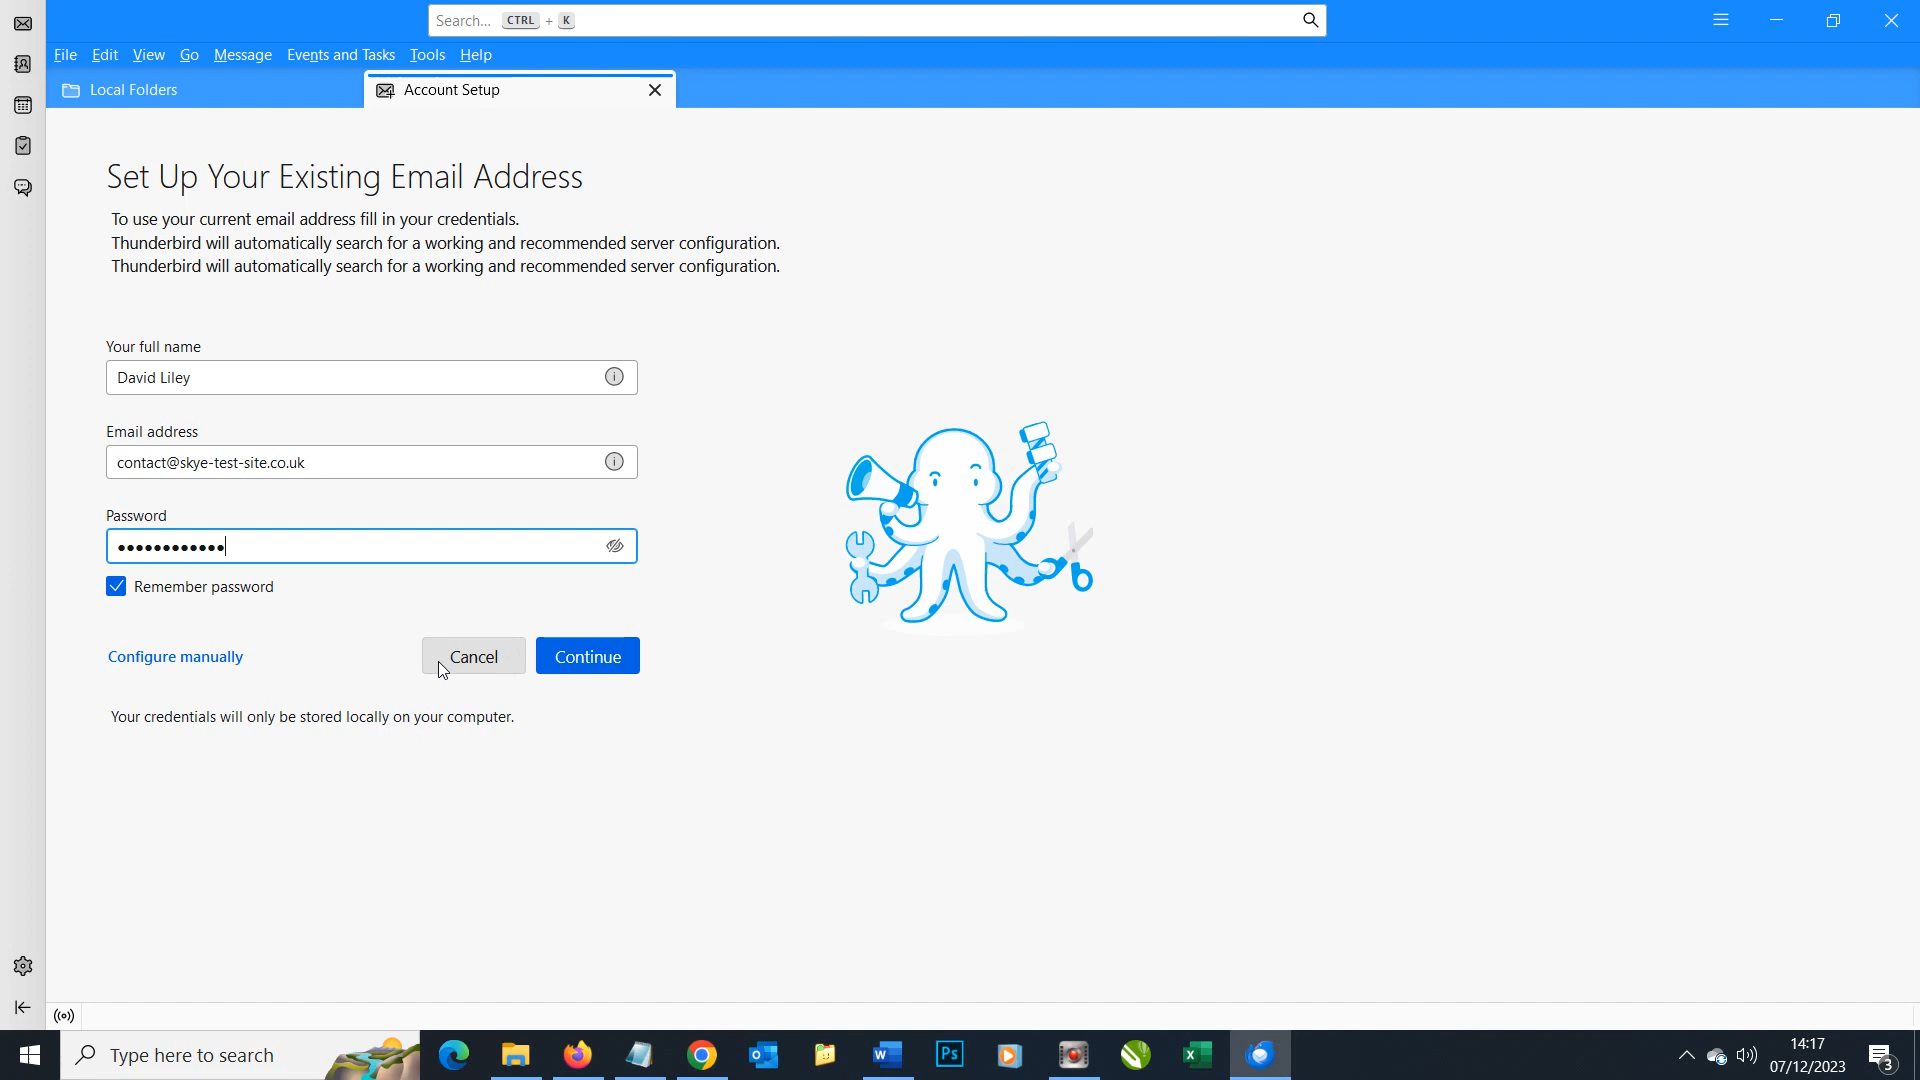 Search... CTRL + K
File Edit View Go Message Events and Tasks Tools Help
Local Folders
Account Setup
Set Up Your Existing Email Address
To use your current email address fill in your credentials.
Thunderbird will automatically search for a working and recommended server configuration.
Thunderbird will automatically search for a working and recommended server configuration.
Your full name
David Liley
Email address
contact@skye-test-site.co.uk
Password
••••••••••••
Remember password
Configure manually
Cancel
Continue
Your credentials will only be stored locally on your computer.
Type here to search
14:17
07/12/2023
3